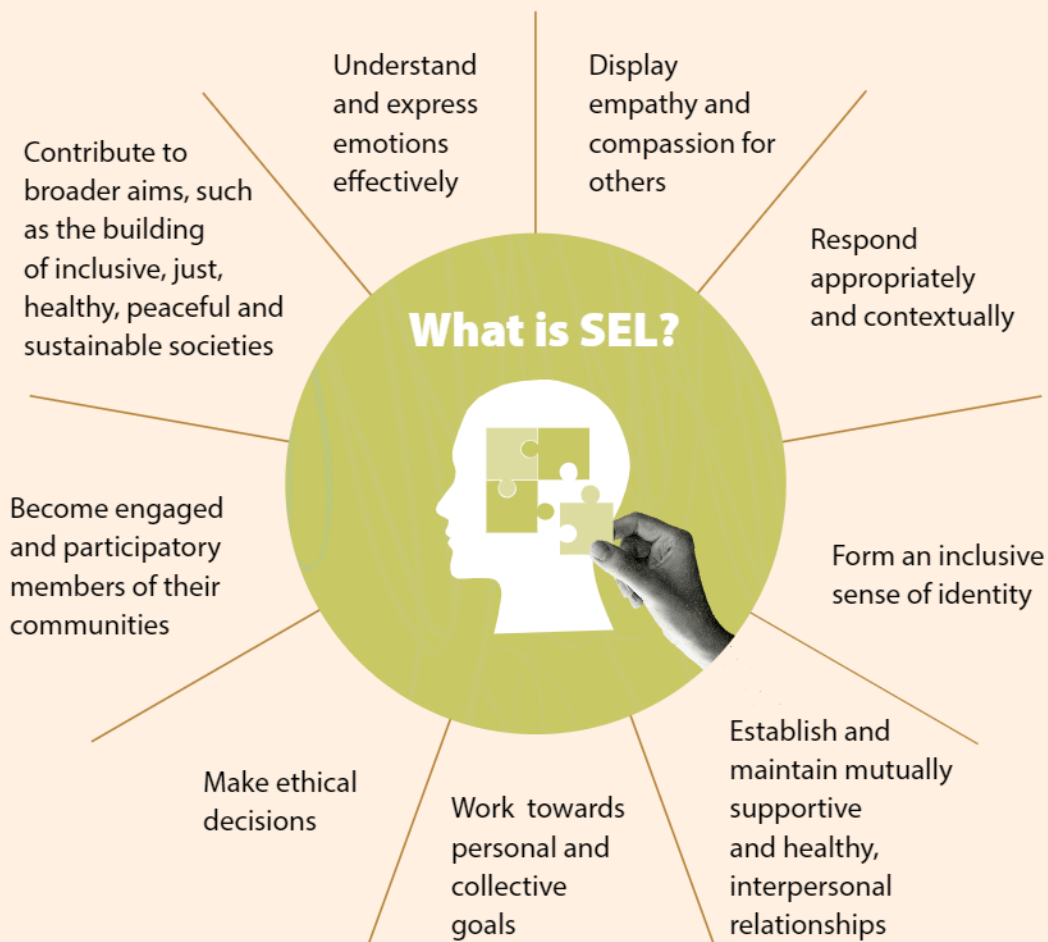 What is SEL?
Understand
and express
emotions
effectively
Display
empathy and
compassion for
others
Respond
appropriately
and contextually
Form an inclusive
sense of identity
Establish and
maintain mutually
supportive
and healthy,
interpersonal
relationships
Work towards
personal and
collective
goals
Make ethical
decisions
Become engaged
and participatory
members of their
communities
Contribute to
broader aims, such
as the building
of inclusive, just,
healthy, peaceful and
sustainable societies